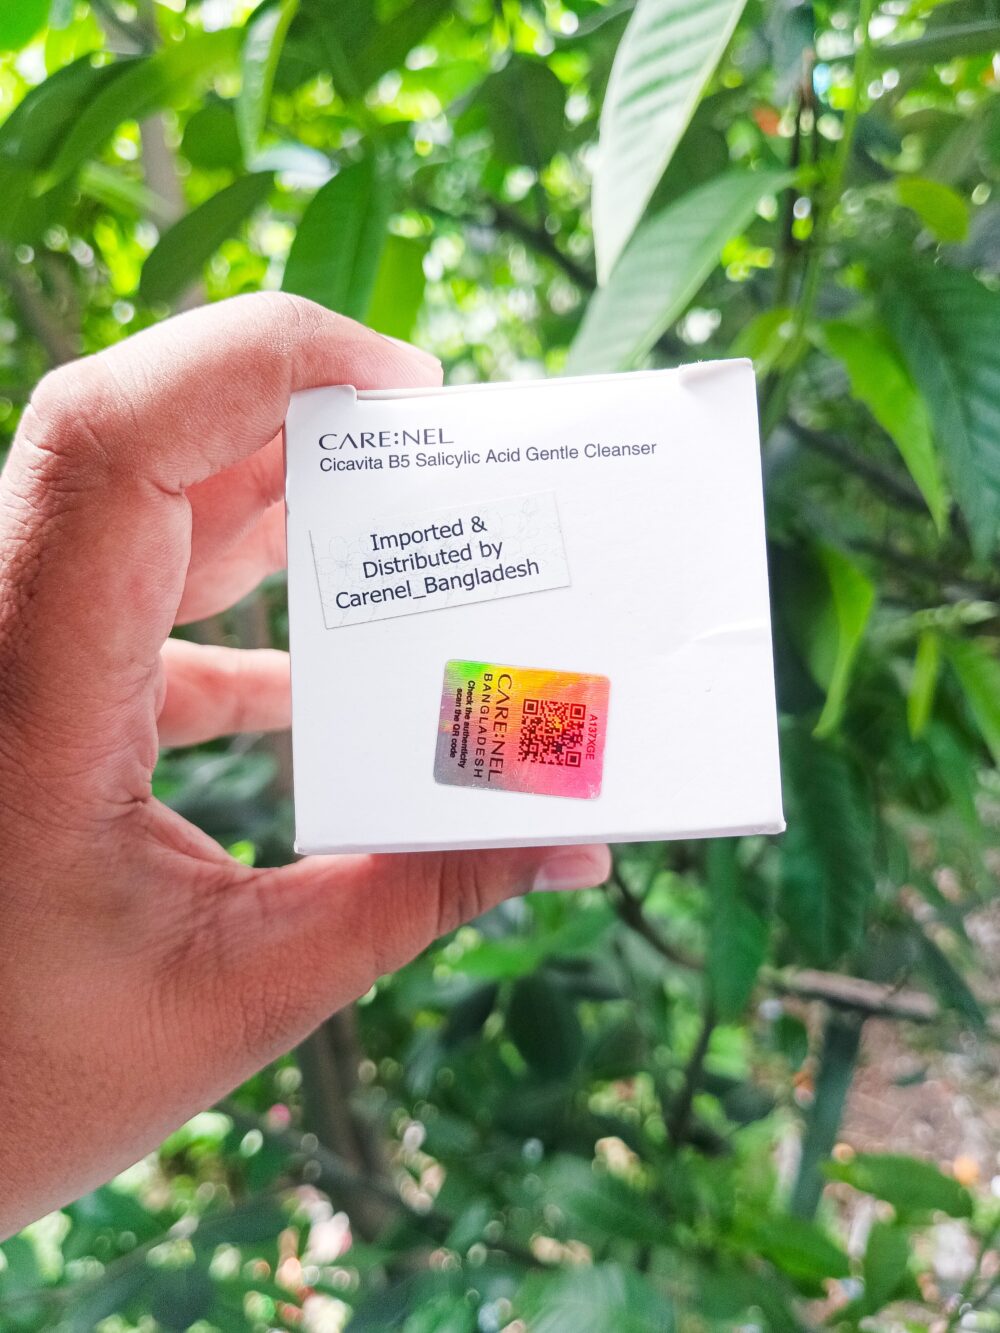 CARE:NEL
Cicavita B5 Salicylic Acid Gentle Cleanser
Imported &
Distributed by
Carenel_Bangladesh
CARE:NEL
BANGLADESH
Check the authenticity
scan the QR code
A137XGE